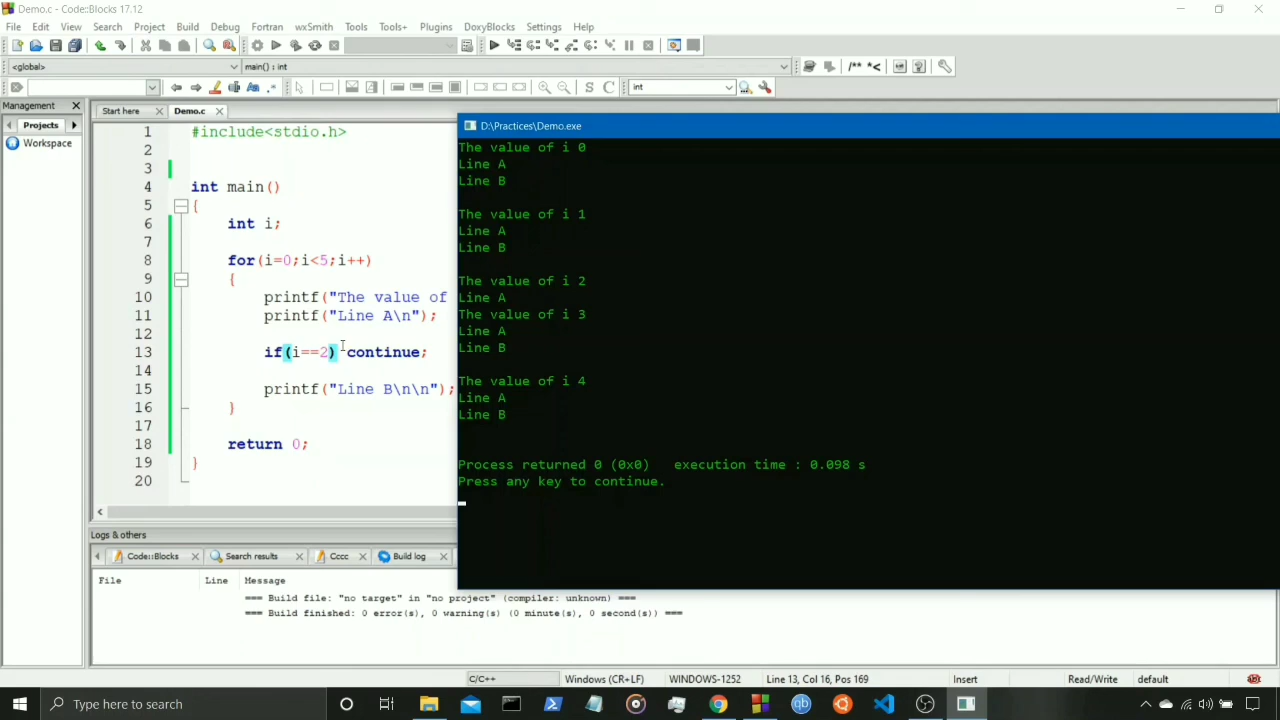 Demo.c - Code::Blocks 17.12
File Edit View Search Project Build Debug Fortran wxSmith Tools Tools+ Plugins DoxyBlocks Settings Help
<global> main() : int
/** *<
int
Management
Projects
Workspace
Start here Demo.c
1 #include<stdio.h>
2
3
4 int main()
5 {
6 int i;
7
8 for(i=0;i<5;i++)
9 {
10 printf("The value of
11 printf("Line A\n");
12
13 if(i==2) continue;
14
15 printf("Line B\n\n");
16 }
17
18 return 0;
19 }
20
D:\Practices\Demo.exe
The value of i 0
Line A
Line B
The value of i 1
Line A
Line B
The value of i 2
Line A
The value of i 3
Line A
Line B
The value of i 4
Line A
Line B
Process returned 0 (0x0) execution time : 0.098 s
Press any key to continue.
Logs & others
Code::Blocks Search results Cccc Build log
File Line Message
=== Build file: "no target" in "no project" (compiler: unknown) ===
=== Build finished: 0 error(s), 0 warning(s) (0 minute(s), 0 second(s)) ===
C/C++ Windows (CR+LF) WINDOWS-1252 Line 13, Col 16, Pos 169 Insert Read/Write default
Type here to search